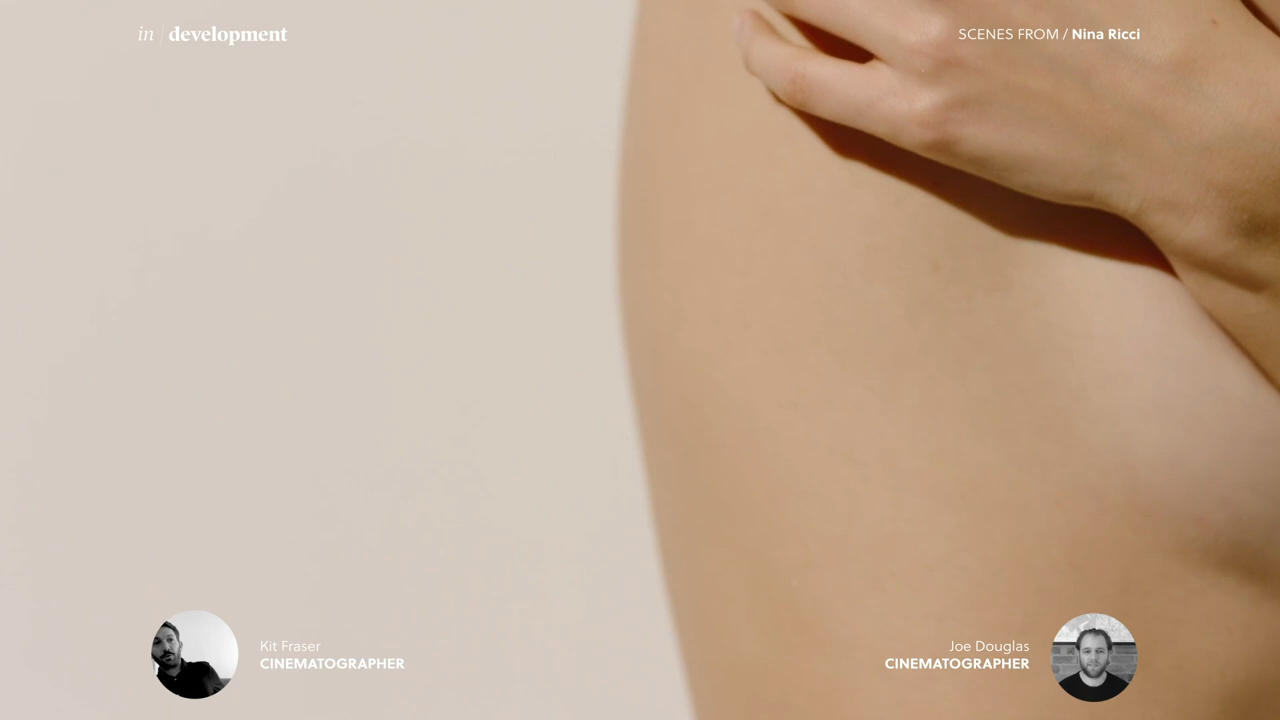 in | development
SCENES FROM / Nina Ricci
Kit Fraser
CINEMATOGRAPHER
Joe Douglas
CINEMATOGRAPHER